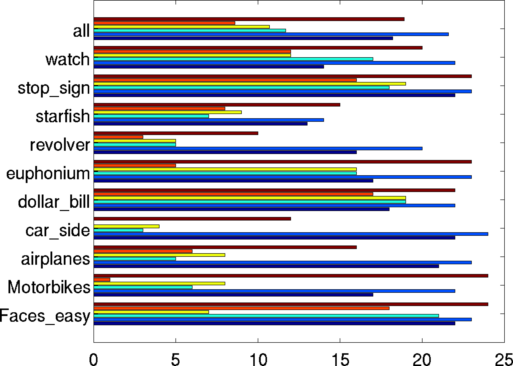 all
watch
stop_sign
starfish
revolver
euphonium
dollar_bill
car_side
airplanes
Motorbikes
Faces_easy
0 5 10 15 20 25